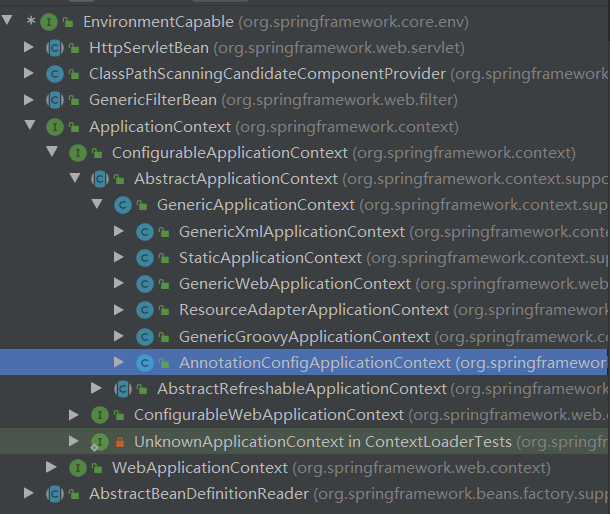 * I EnvironmentCapable (org.springframework.core.env)
C HttpServletBean (org.springframework.web.servlet)
C ClassPathScanningCandidateComponentProvider (org.springframework
C GenericFilterBean (org.springframework.web.filter)
I ApplicationContext (org.springframework.context)
I ConfigurableApplicationContext (org.springframework.context)
C AbstractApplicationContext (org.springframework.context.suppo
C GenericApplicationContext (org.springframework.context.sup
C GenericXmlApplicationContext (org.springframework.conte
C StaticApplicationContext (org.springframework.context.su
C GenericWebApplicationContext (org.springframework.web
C ResourceAdapterApplicationContext (org.springframewor
C GenericGroovyApplicationContext (org.springframework.c
C AnnotationConfigApplicationContext (org.springframewor
C AbstractRefreshableApplicationContext (org.springframework
I ConfigurableWebApplicationContext (org.springframework.web.
I UnknownApplicationContext in ContextLoaderTests (org.springfr
I WebApplicationContext (org.springframework.web.context)
C AbstractBeanDefinitionReader (org.springframework.beans.factory.supp